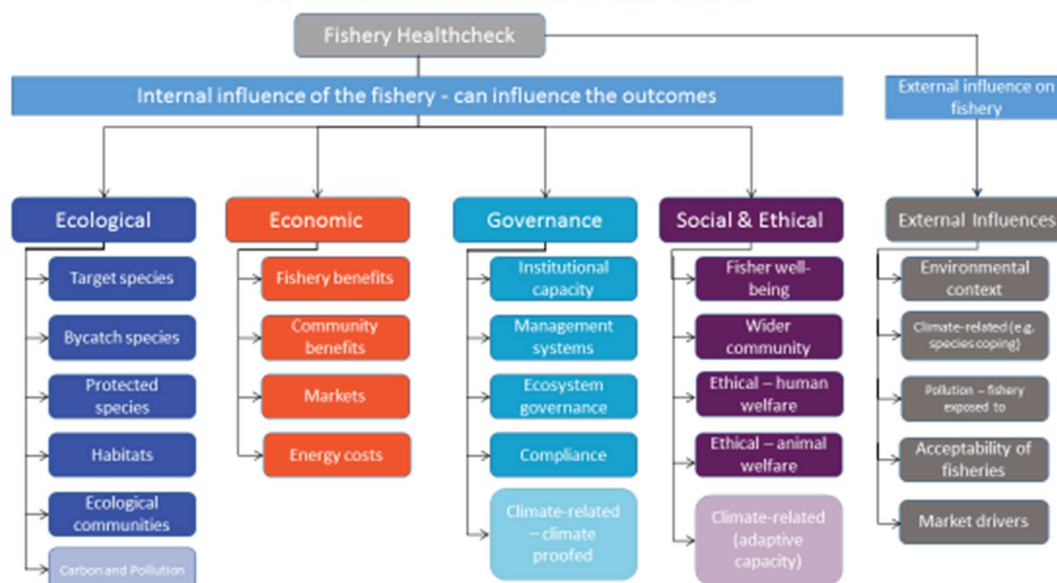 Fishery Healthcheck
Internal influence of the fishery - can influence the outcomes
External influence on
fishery
Ecological
Target species
Bycatch species
Protected
species
Habitats
Ecological
communities
Carbon and Pollution
Economic
Fishery benefits
Community
benefits
Markets
Energy costs
Governance
Institutional
capacity
Management
systems
Ecosystem
governance
Compliance
Climate-related
– climate
proofed
Social & Ethical
Fisher well-
being
Wider
community
Ethical – human
welfare
Ethical – animal
welfare
Climate-related
(adaptive
capacity)
External Influences
Environmental
context
Climate-related (e.g.
species coping)
Pollution – fishery
exposed to
Acceptability of
fisheries
Market drivers